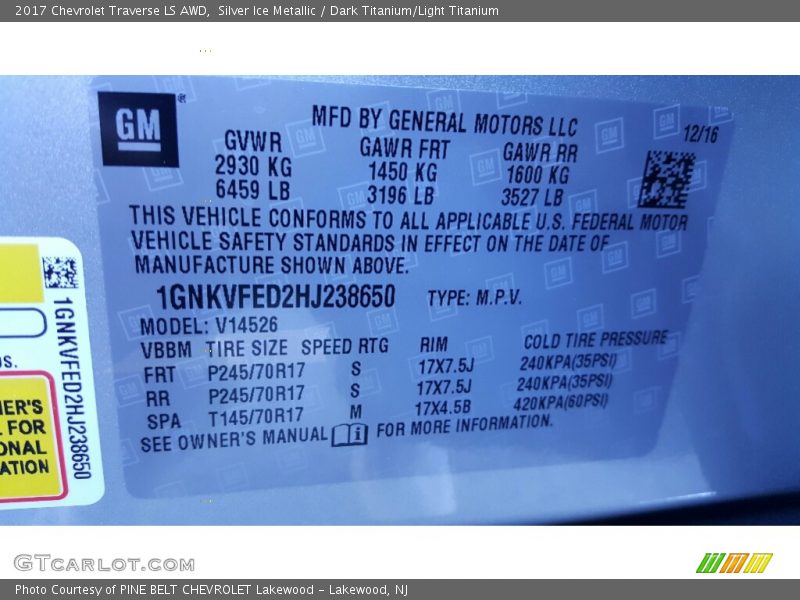 2017 Chevrolet Traverse LS AWD,  Silver Ice Metallic / Dark Titanium/Light Titanium
GM®
MFD BY GENERAL MOTORS LLC
12/16
GVWR GAWR FRT GAWR RR
2930 KG 1450 KG 1600 KG
6459 LB 3196 LB 3527 LB
THIS VEHICLE CONFORMS TO ALL APPLICABLE U.S. FEDERAL MOTOR
VEHICLE SAFETY STANDARDS IN EFFECT ON THE DATE OF
MANUFACTURE SHOWN ABOVE.
1GNKVFED2HJ238650 TYPE: M.P.V.
MODEL: V14526
VBBM TIRE SIZE SPEED RTG RIM COLD TIRE PRESSURE
FRT P245/70R17 S 17X7.5J 240KPA(35PSI)
RR P245/70R17 S 17X7.5J 240KPA(35PSI)
SPA T145/70R17 M 17X4.5B 420KPA(60PSI)
SEE OWNER'S MANUAL i FOR MORE INFORMATION.
1GNKVFED2HJ238650
GTCARLOT.COM
Photo Courtesy of PINE BELT CHEVROLET Lakewood – Lakewood, NJ